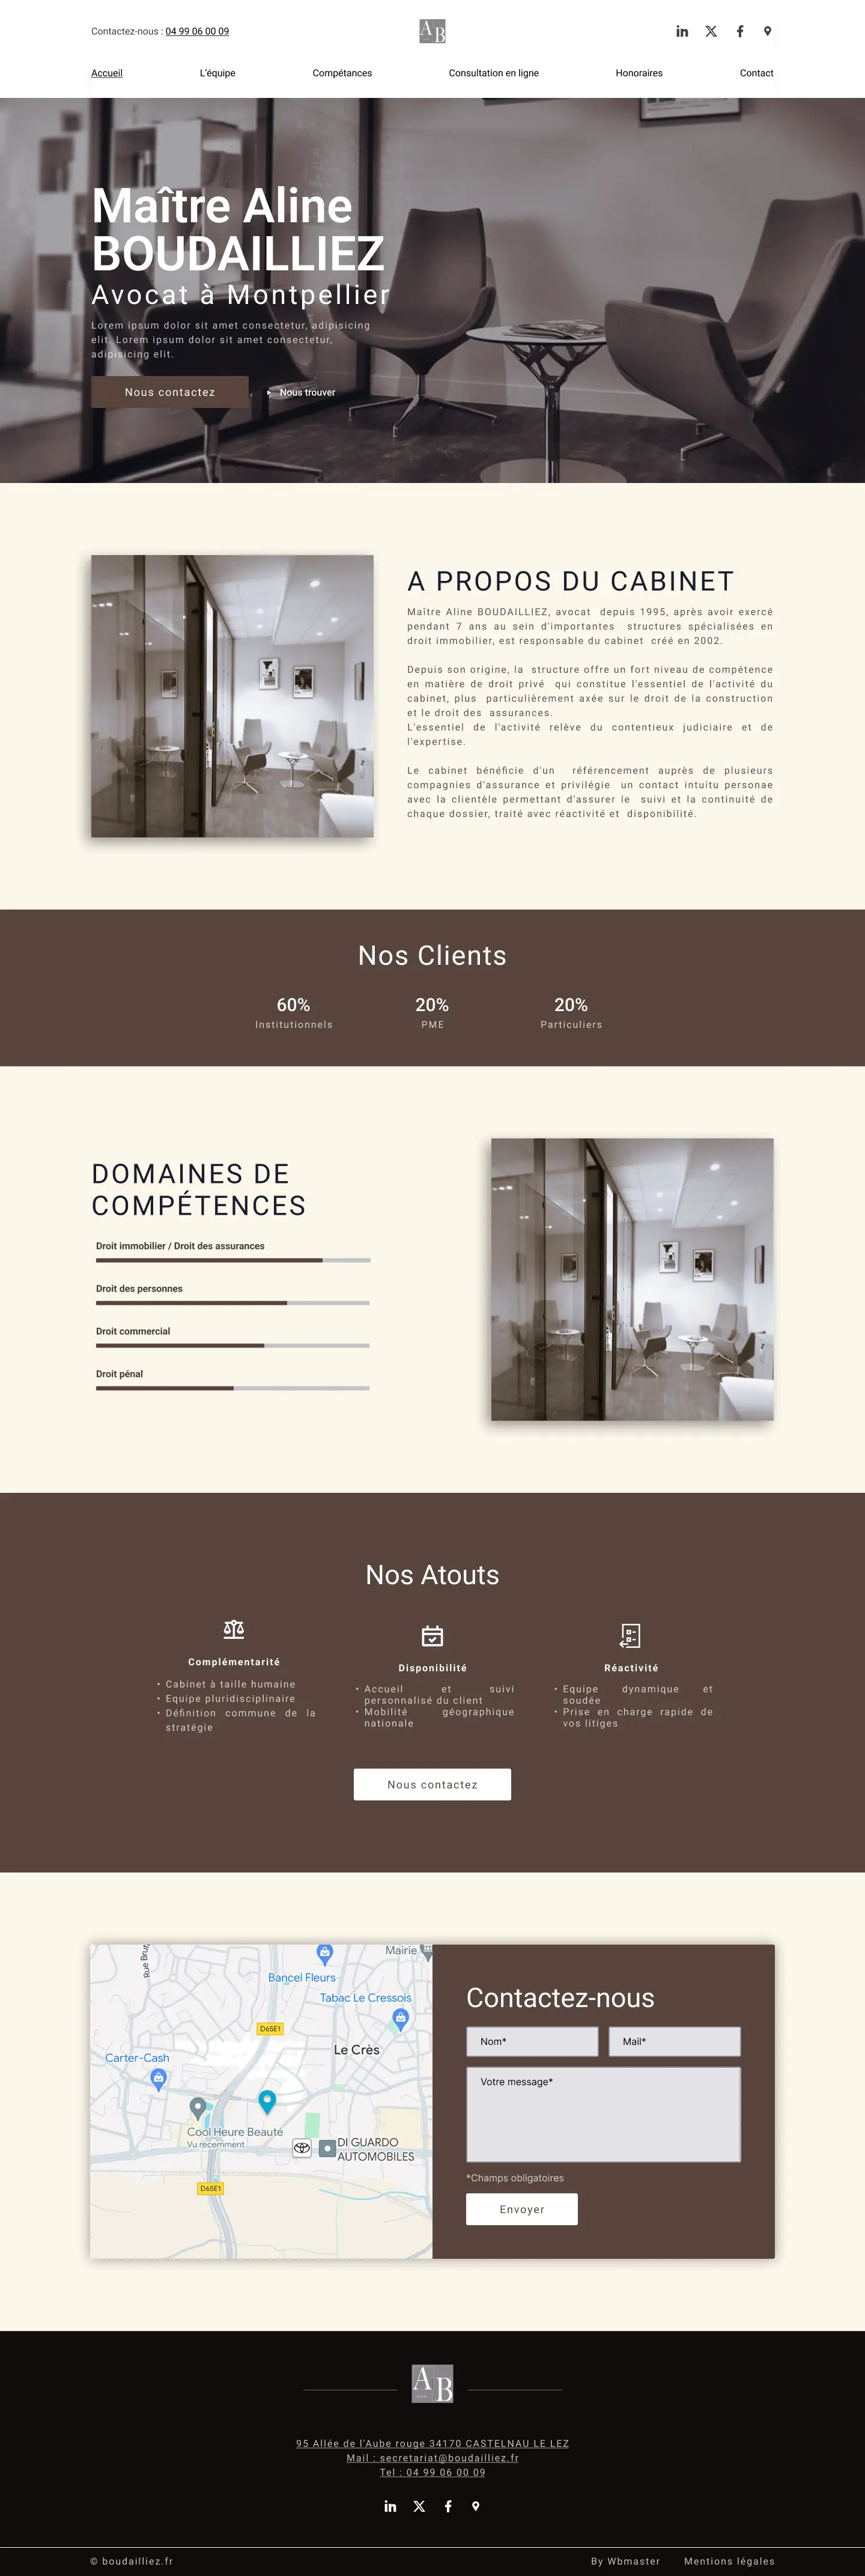 Contactez-nous : 04 99 06 00 09
AB
Accueil
L'équipe
Compétances
Consultation en ligne
Honoraires
Contact
Maître Aline
BOUDAILLIEZ
Avocat à Montpellier
Lorem ipsum dolor sit amet consectetur, adipisicing
elit. Lorem ipsum dolor sit amet consectetur,
adipisicing elit.
Nous contactez
Nous trouver
A PROPOS DU CABINET
Maître Aline BOUDAILLIEZ, avocat depuis 1995, après avoir exercé
pendant 7 ans au sein d'importantes structures spécialisées en
droit immobilier, est responsable du cabinet créé en 2002.
Depuis son origine, la structure offre un fort niveau de compétence
en matière de droit privé qui constitue l'essentiel de l'activité du
cabinet, plus particulièrement axée sur le droit de la construction
et le droit des assurances.
L'essentiel de l'activité relève du contentieux judiciaire et de
l'expertise.
Le cabinet bénéficie d'un référencement auprès de plusieurs
compagnies d'assurance et privilégie un contact intuitu personae
avec la clientèle permettant d'assurer le suivi et la continuité de
chaque dossier, traité avec réactivité et disponibilité.
Nos Clients
60%
Institutionnels
20%
PME
20%
Particuliers
DOMAINES DE
COMPÉTENCES
Droit immobilier / Droit des assurances
Droit des personnes
Droit commercial
Droit pénal
Nos Atouts
Complémentarité
• Cabinet à taille humaine
• Equipe pluridisciplinaire
• Définition commune de la
stratégie
Disponibilité
• Accueil et suivi
personnalisé du client
• Mobilité géographique
nationale
Réactivité
• Equipe dynamique et
soudée
• Prise en charge rapide de
vos litiges
Nous contactez
Rue Brun
Mairie
Bancel Fleurs
Tabac Le Cressois
D65E1
Le Crès
Carter-Cash
Cool Heure Beauté
Vu récemment
DI GUARDO
AUTOMOBILES
D65E1
Contactez-nous
Nom*
Mail*
Votre message*
*Champs obligatoires
Envoyer
AB
95 Allée de l'Aube rouge 34170 CASTELNAU LE LEZ
Mail : secretariat@boudailliez.fr
Tel : 04 99 06 00 09
© boudailliez.fr
By Wbmaster
Mentions légales